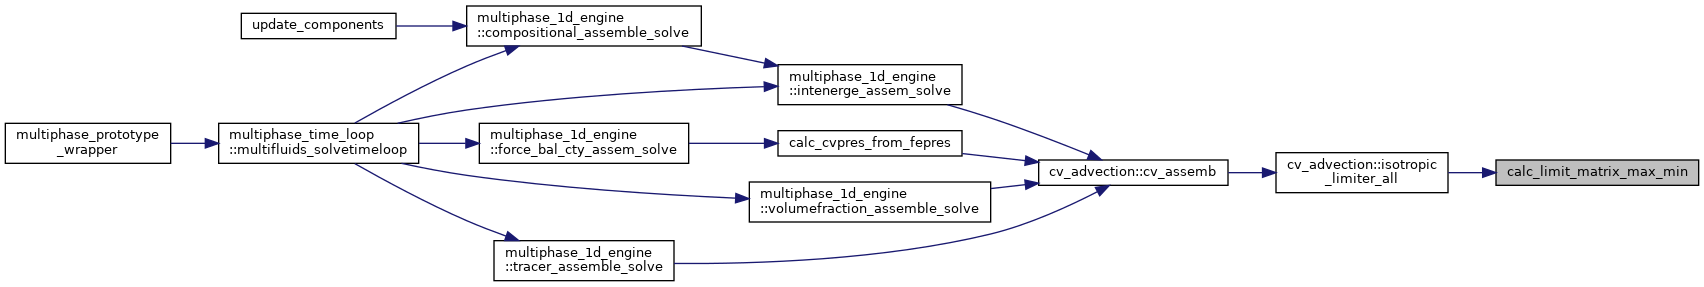 update_components
multiphase_1d_engine
::compositional_assemble_solve
multiphase_1d_engine
::intenerge_assem_solve
multiphase_prototype
_wrapper
multiphase_time_loop
::multifluids_solvetimeloop
multiphase_1d_engine
::force_bal_cty_assem_solve
calc_cvpres_from_fepres
cv_advection::cv_assemb
cv_advection::isotropic
_limiter_all
calc_limit_matrix_max_min
multiphase_1d_engine
::volumefraction_assemble_solve
multiphase_1d_engine
::tracer_assemble_solve